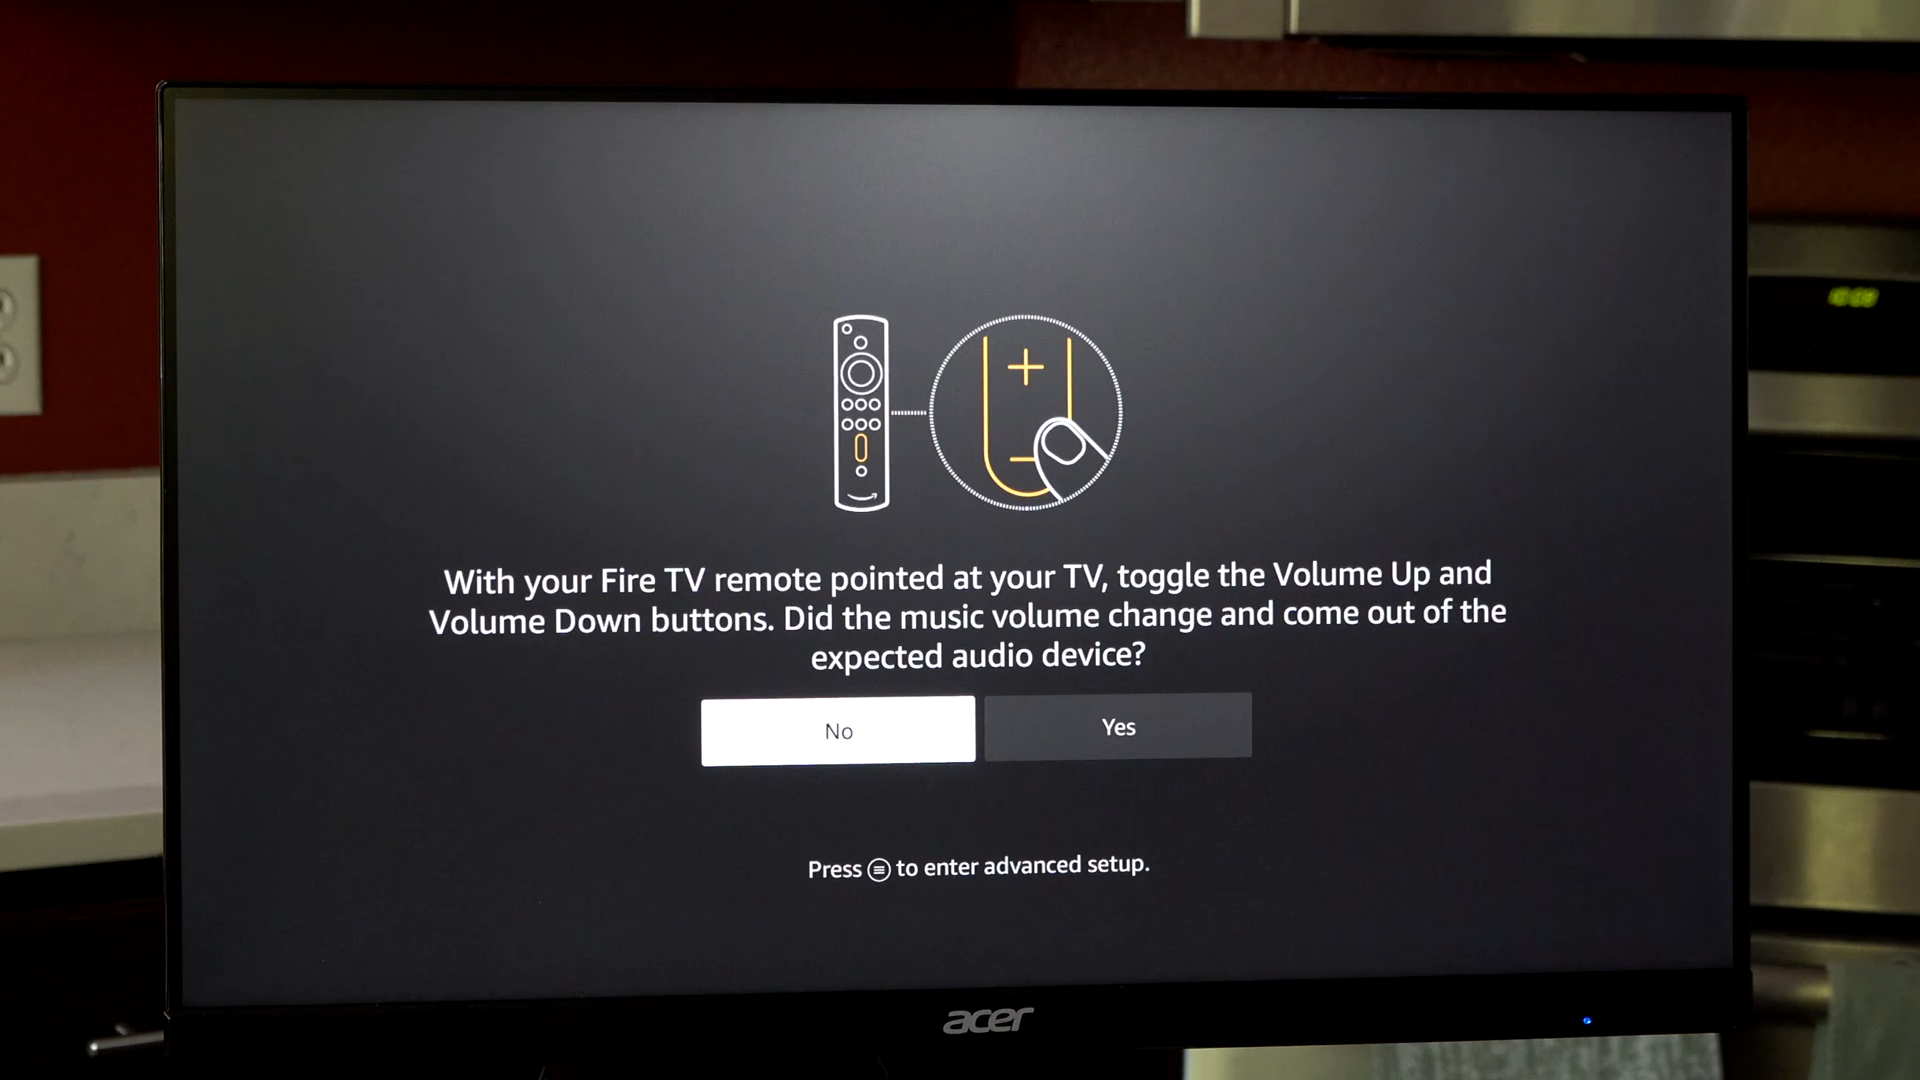 With your Fire TV remote pointed at your TV, toggle the Volume Up and
Volume Down buttons. Did the music volume change and come out of the
expected audio device?
No
Yes
Press to enter advanced setup.
acer